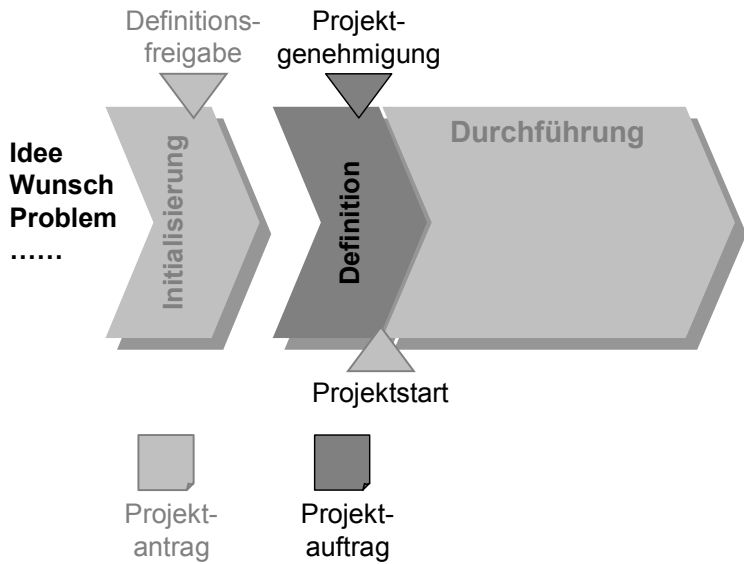 Definitions-
freigabe
Projekt-
genehmigung
Idee
Wunsch
Problem
……
Initialisierung
Definition
Durchführung
Projektstart
Projekt-
antrag
Projekt-
auftrag